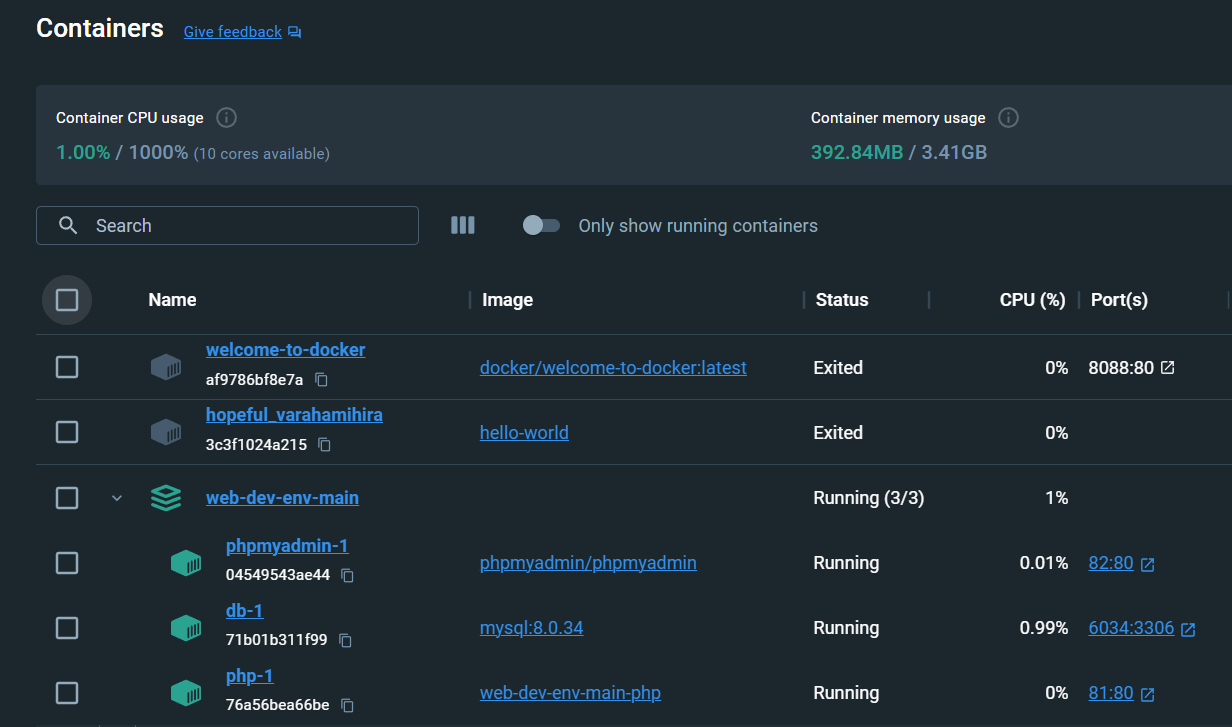 Containers Give feedback
Container CPU usage Container memory usage
1.00% / 1000% (10 cores available) 392.84MB / 3.41GB
Search Only show running containers
Name Image Status CPU (%) Port(s)
welcome-to-docker
af9786bf8e7a docker/welcome-to-docker:latest Exited 0% 8088:80
hopeful_varahamihira
3c3f1024a215 hello-world Exited 0%
web-dev-env-main Running (3/3) 1%
phpmyadmin-1
04549543ae44 phpmyadmin/phpmyadmin Running 0.01% 82:80
db-1
71b01b311f99 mysql:8.0.34 Running 0.99% 6034:3306
php-1
76a56bea66be web-dev-env-main-php Running 0% 81:80